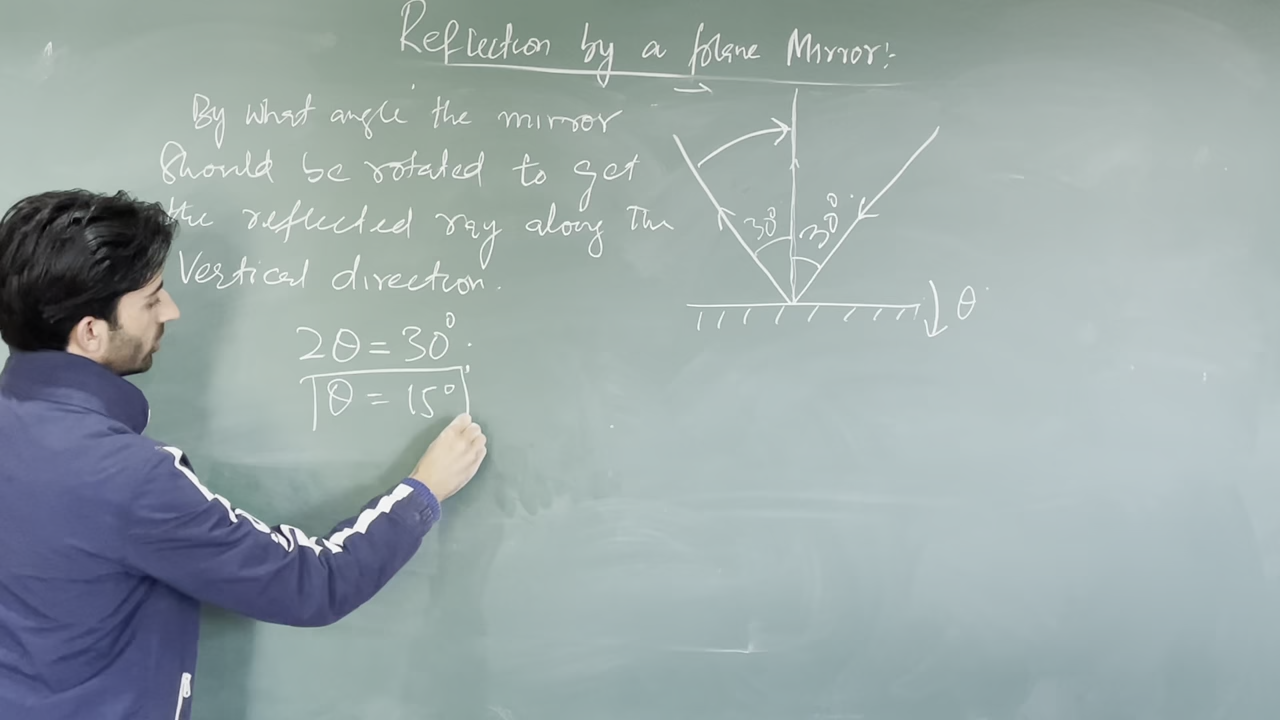 Reflection by a plane Mirror:-
By what angle the mirror
Should be rotated to get
the reflected ray along the
Vertical direction.
2θ = 30°.
θ = 15°
30° 30°
θ